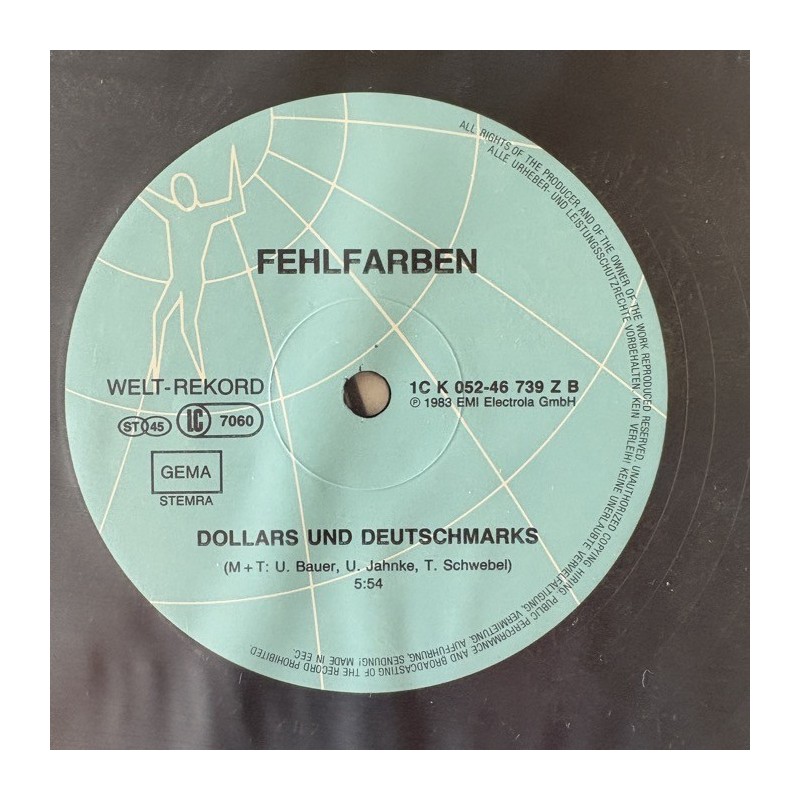 FEHLFARBEN
WELT-REKORD
1C K 052-46 739 Z B
ST 45
LC 7060
℗ 1983 EMI Electrola GmbH
GEMA
STEMRA
DOLLARS UND DEUTSCHMARKS
(M + T: U. Bauer, U. Jahnke, T. Schwebel)
5:54
ALL RIGHTS OF THE PRODUCER AND OF THE OWNER OF THE WORK REPRODUCED RESERVED. UNAUTHORIZED COPYING HIRING, PUBLIC PERFORMANCE AND BROADCASTING OF THE RECORD PROHIBITED
ALLE URHEBER- UND LEISTUNGSSCHUTZRECHTE VORBEHALTEN. KEIN VERLEIH! KEINE UNERLAUBTE VERVIELFÄLTIGUNG, VERMIETUNG, AUFFÜHRUNG, SENDUNG! MADE IN EEC.